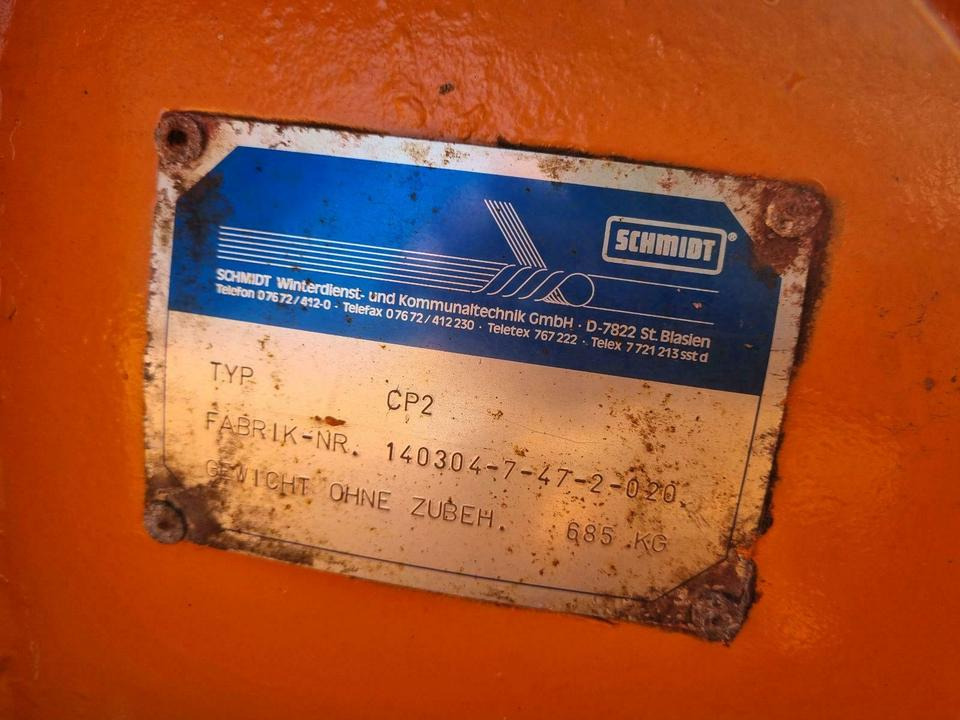 SCHMIDT®
SCHMIDT Winterdienst- und Kommunaltechnik GmbH · D-7822 St. Blasien
Telefon 07672/412-0 · Telefax 07672/412230 · Teletex 767222 · Telex 7721213 sst d
TYP CP2
FABRIK-NR. 140304-7-47-2-020
GEWICHT OHNE ZUBEH. 685 KG